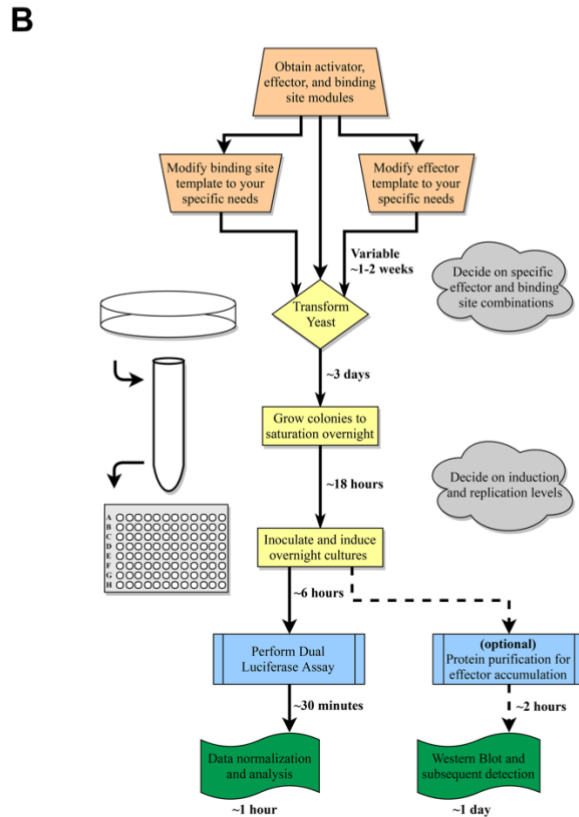 B
Obtain activator,
effector, and binding
site modules
Modify binding site
template to your
specific needs
Modify effector
template to your
specific needs
Variable
~1-2 weeks
Decide on specific
effector and binding
site combinations
Transform
Yeast
~3 days
Grow colonies to
saturation overnight
~18 hours
Decide on induction
and replication levels
A
B
C
D
E
F
G
H
Inoculate and induce
overnight cultures
~6 hours
Perform Dual
Luciferase Assay
(optional)
Protein purification for
effector accumulation
~30 minutes
~2 hours
Data normalization
and analysis
Western Blot and
subsequent detection
~1 hour
~1 day